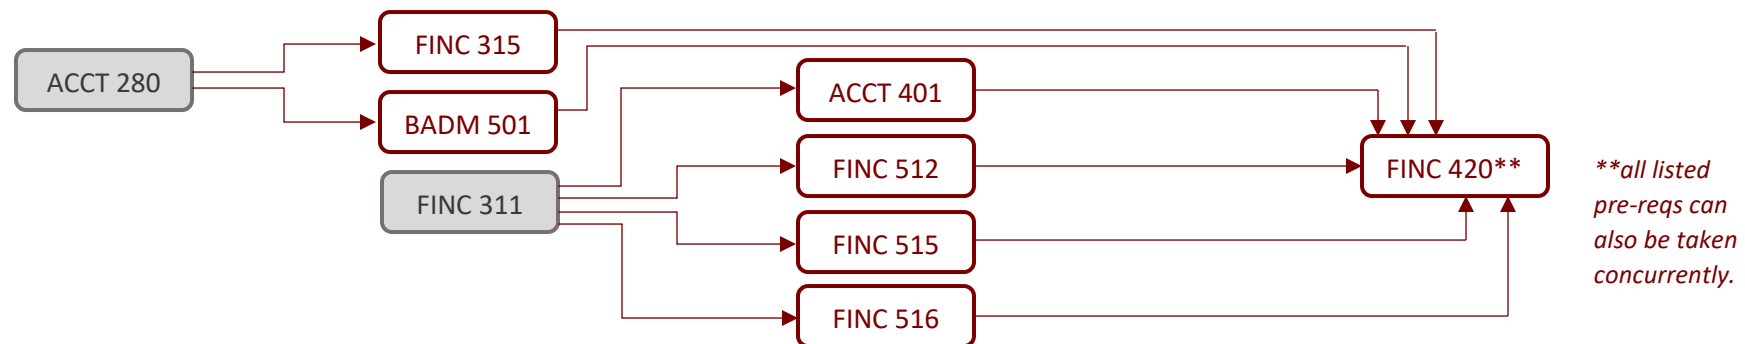 FINC 315
ACCT 280
ACCT 401
BADM 501
FINC 512
FINC 420**
**all listed
pre-reqs can
also be taken
concurrently.
FINC 311
FINC 515
FINC 516